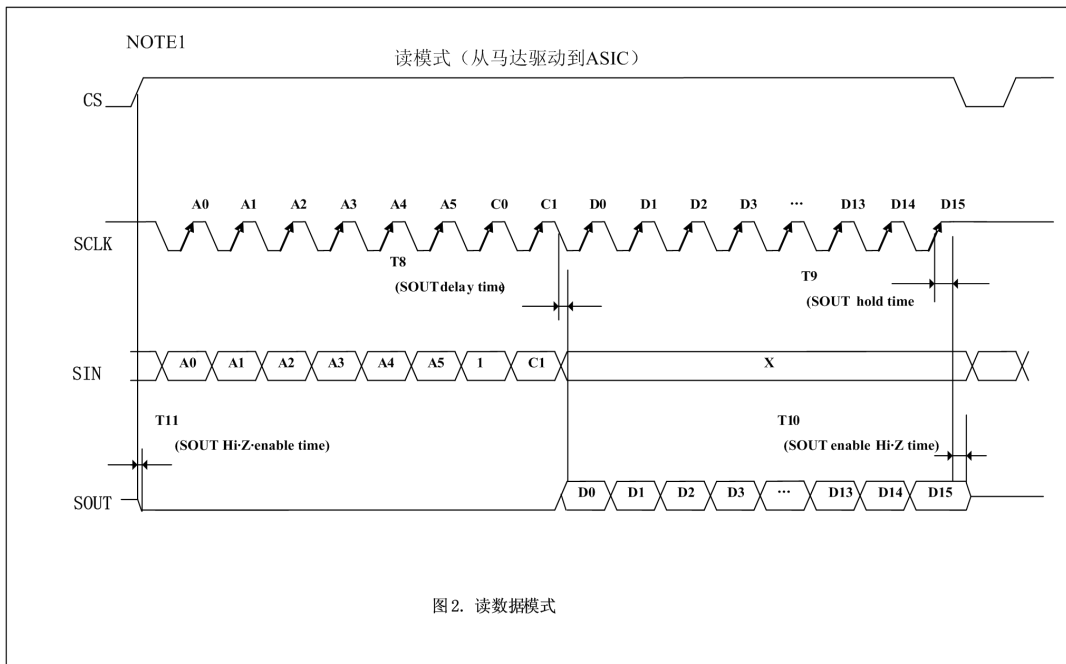 NOTE1
读模式（从马达驱动到ASIC）
CS
A0 A1 A2 A3 A4 A5 C0 C1 D0 D1 D2 D3 ··· D13 D14 D15
SCLK
T8
(SOUT delay time)
T9
(SOUT hold time
SIN
A0 A1 A2 A3 A4 A5 1 C1 X
T11
(SOUT Hi-Z-enable time)
T10
(SOUT enable Hi-Z time)
SOUT
D0 D1 D2 D3 ··· D13 D14 D15
图2. 读数据模式